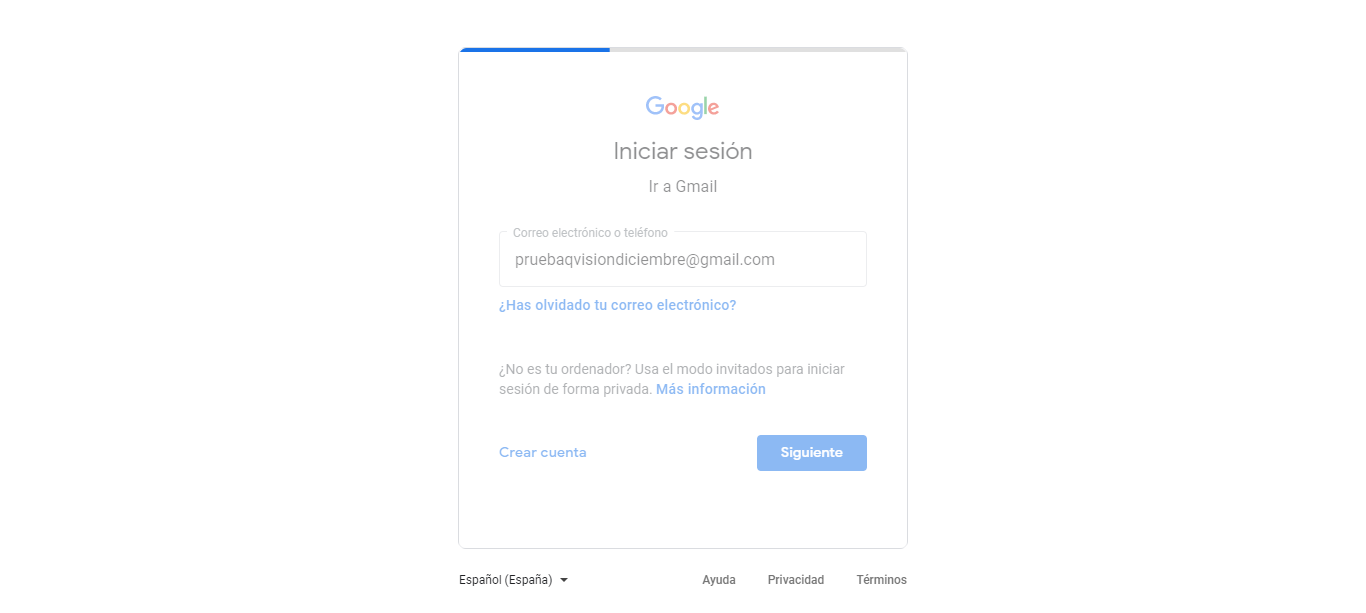 Google
Iniciar sesión
Ir a Gmail
Correo electrónico o teléfono
pruebaqvisiondiciembre@gmail.com
¿Has olvidado tu correo electrónico?
¿No es tu ordenador? Usa el modo invitados para iniciar
sesión de forma privada. Más información
Crear cuenta Siguiente
Español (España) Ayuda Privacidad Términos